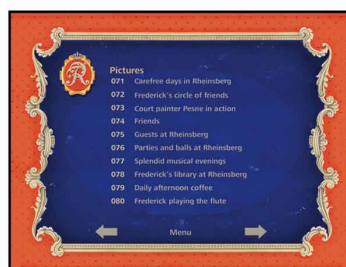 Pictures
071 Carefree days in Rheinsberg
072 Frederick's circle of friends
073 Court painter Pesne in action
074 Friends
075 Guests at Rheinsberg
076 Parties and balls at Rheinsberg
077 Splendid musical evenings
078 Frederick's library at Rheinsberg
079 Daily afternoon coffee
080 Frederick playing the flute
Menu